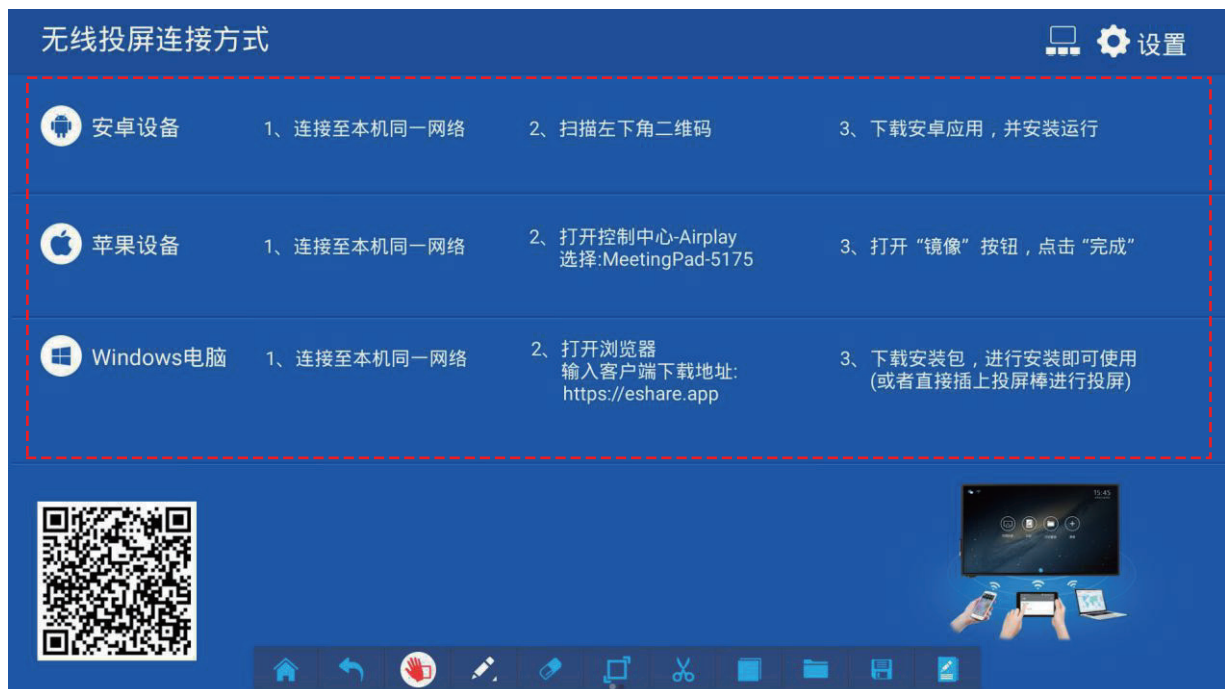 无线投屏连接方式
设置
安卓设备
1、连接至本机同一网络
2、扫描左下角二维码
3、下载安卓应用，并安装运行
苹果设备
1、连接至本机同一网络
2、打开控制中心-Airplay
选择:MeetingPad-5175
3、打开“镜像”按钮，点击“完成”
Windows电脑
1、连接至本机同一网络
2、打开浏览器
输入客户端下载地址:
https://eshare.app
3、下载安装包，进行安装即可使用
(或者直接插上投屏棒进行投屏)
15:45